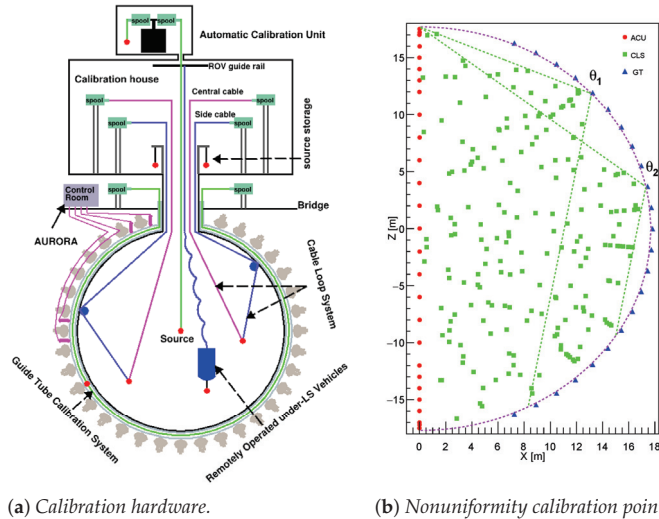 spool
spool
Automatic Calibration Unit
ROV guide rail
Calibration house
Central cable
spool
spool
Side cable
spool
spool
source storage
Control
Room
spool
spool
Bridge
AURORA
Cable Loop System
Source
Guide Tube Calibration System
Remotely Operated under-LS Vehicles
(a) Calibration hardware.
ACU
CLS
GT
θ1
θ2
Z [m]
15
10
5
0
−5
−10
−15
0 2 4 6 8 10 12 14 16 18
X [m]
(b) Nonuniformity calibration poin